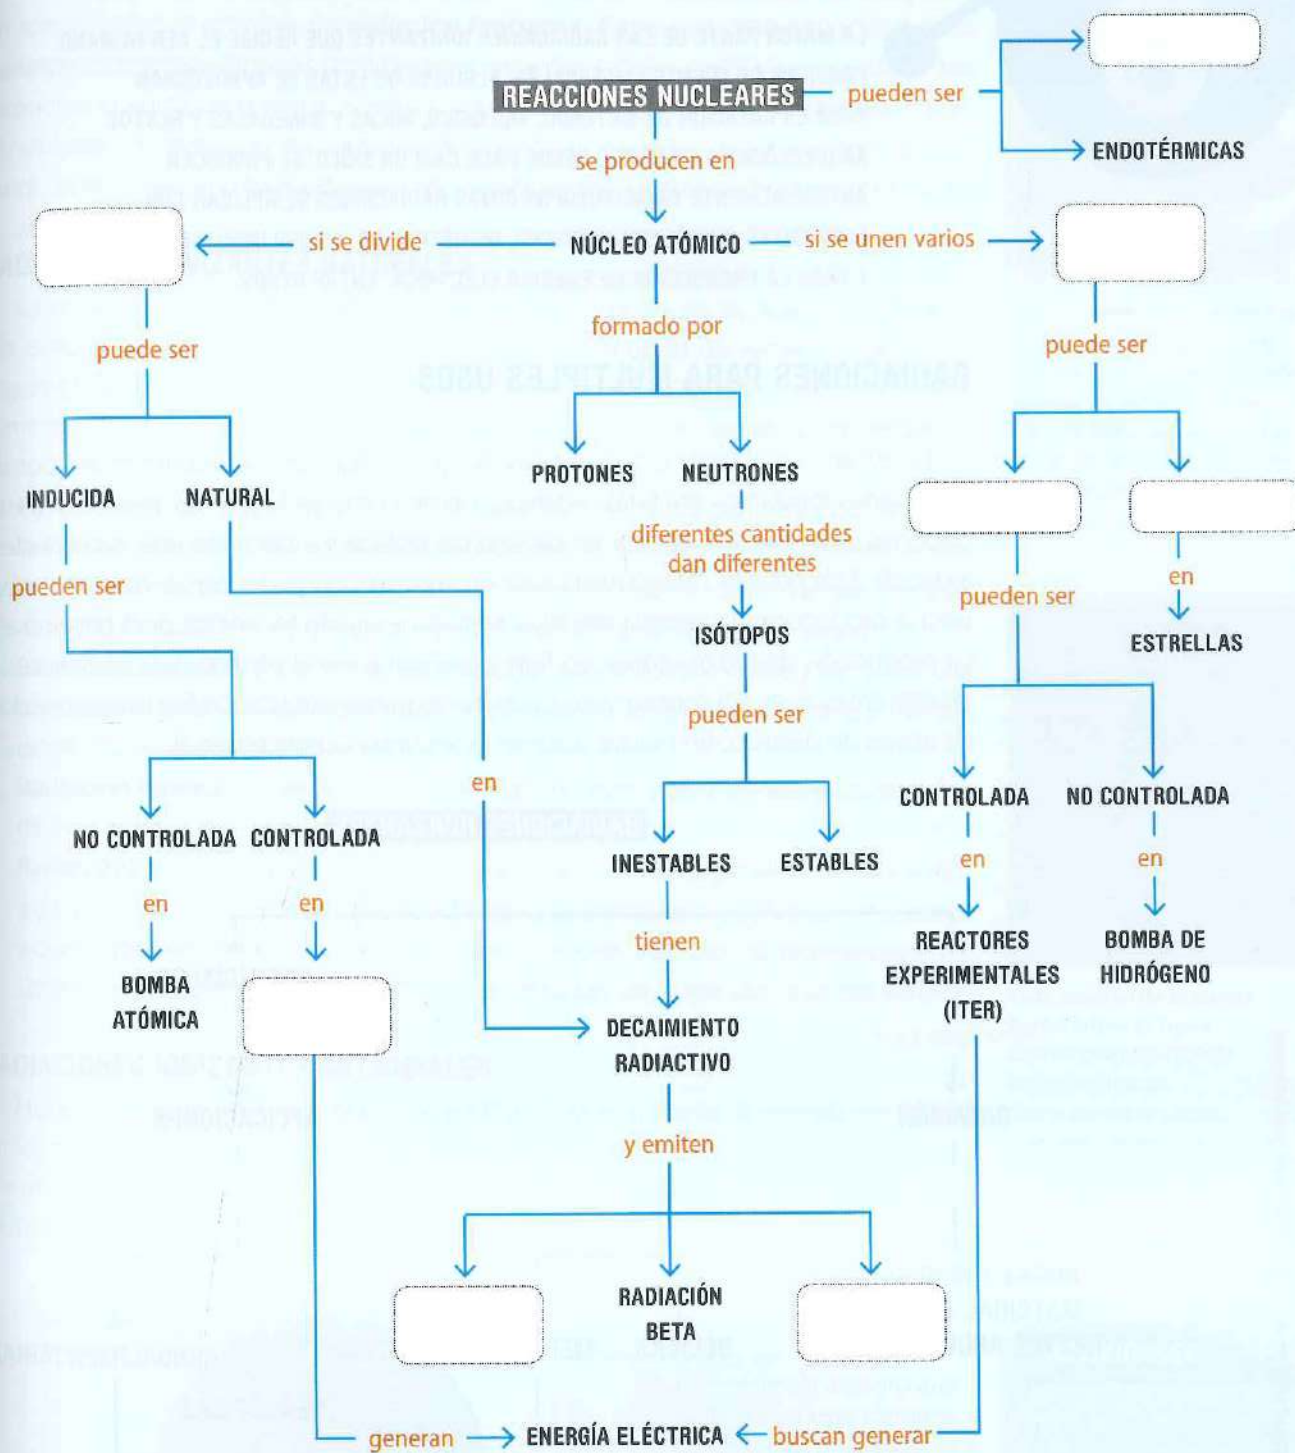 REACCIONES NUCLEARES
pueden ser
ENDOTÉRMICAS
se producen en
si se divide
NÚCLEO ATÓMICO
si se unen varios
formado por
puede ser
puede ser
PROTONES
NEUTRONES
INDUCIDA
NATURAL
diferentes cantidades
dan diferentes
pueden ser
pueden ser
en
ISÓTOPOS
ESTRELLAS
pueden ser
en
CONTROLADA
NO CONTROLADA
NO CONTROLADA
CONTROLADA
INESTABLES
ESTABLES
en
en
en
en
tienen
REACTORES
EXPERIMENTALES
(ITER)
BOMBA DE
HIDRÓGENO
BOMBA
ATÓMICA
DECAIMIENTO
RADIACTIVO
y emiten
RADIACIÓN
BETA
generan
ENERGÍA ELÉCTRICA
buscan generar